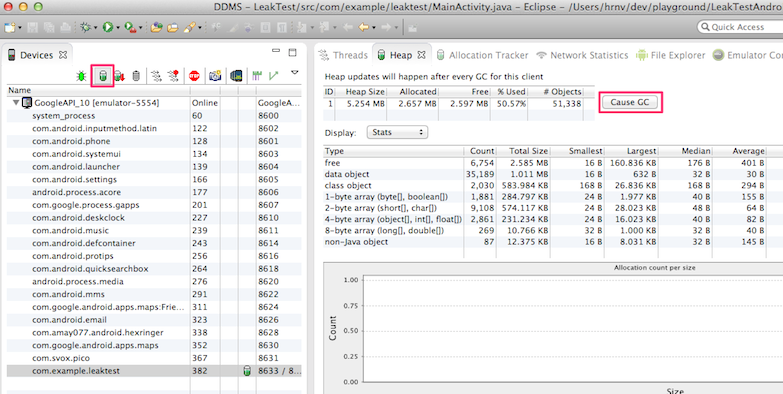 DDMS - LeakTest/src/com/example/leaktest/MainActivity.java - Eclipse - /Users/hrnv/dev/playground/LeakTestAndro
Quick Access
Devices
Name
GoogleAPI_10 [emulator-5554] Online GoogleA...
system_process 60 8600
com.android.inputmethod.latin 122 8602
com.android.phone 128 8601
com.android.systemui 134 8603
com.android.launcher 139 8604
com.android.settings 166 8605
android.process.acore 177 8606
com.google.process.gapps 201 8607
com.android.deskclock 227 8610
com.android.music 239 8611
com.android.defcontainer 243 8614
com.android.protips 256 8616
com.android.quicksearchbox 264 8618
android.process.media 276 8620
com.android.mms 291 8622
com.google.android.apps.maps:Frie... 311 8624
com.android.email 323 8626
com.amay077.android.hexringer 338 8628
com.google.android.apps.maps 352 8630
com.svox.pico 367 8631
com.example.leaktest 382 8633 / 8...
Threads Heap Allocation Tracker Network Statistics File Explorer Emulator Con
Heap updates will happen after every GC for this client
ID Heap Size Allocated Free % Used # Objects
1 5.254 MB 2.657 MB 2.597 MB 50.57% 51,338
Cause GC
Display: Stats
Type Count Total Size Smallest Largest Median Average
free 6,754 2.585 MB 16 B 160.836 KB 176 B 401 B
data object 35,189 1.011 MB 16 B 632 B 32 B 30 B
class object 2,030 583.984 KB 168 B 26.836 KB 168 B 294 B
1-byte array (byte[], boolean[]) 1,881 284.797 KB 24 B 1.977 KB 40 B 155 B
2-byte array (short[], char[]) 9,108 574.117 KB 24 B 28.023 KB 48 B 64 B
4-byte array (object[], int[], float[]) 2,861 231.234 KB 24 B 16.023 KB 40 B 82 B
8-byte array (long[], double[]) 269 10.766 KB 32 B 1.000 KB 32 B 40 B
non-Java object 87 12.375 KB 16 B 8.031 KB 32 B 145 B
Allocation count per size
1.00
0.75
0.50
0.25
0.00
Count
Size